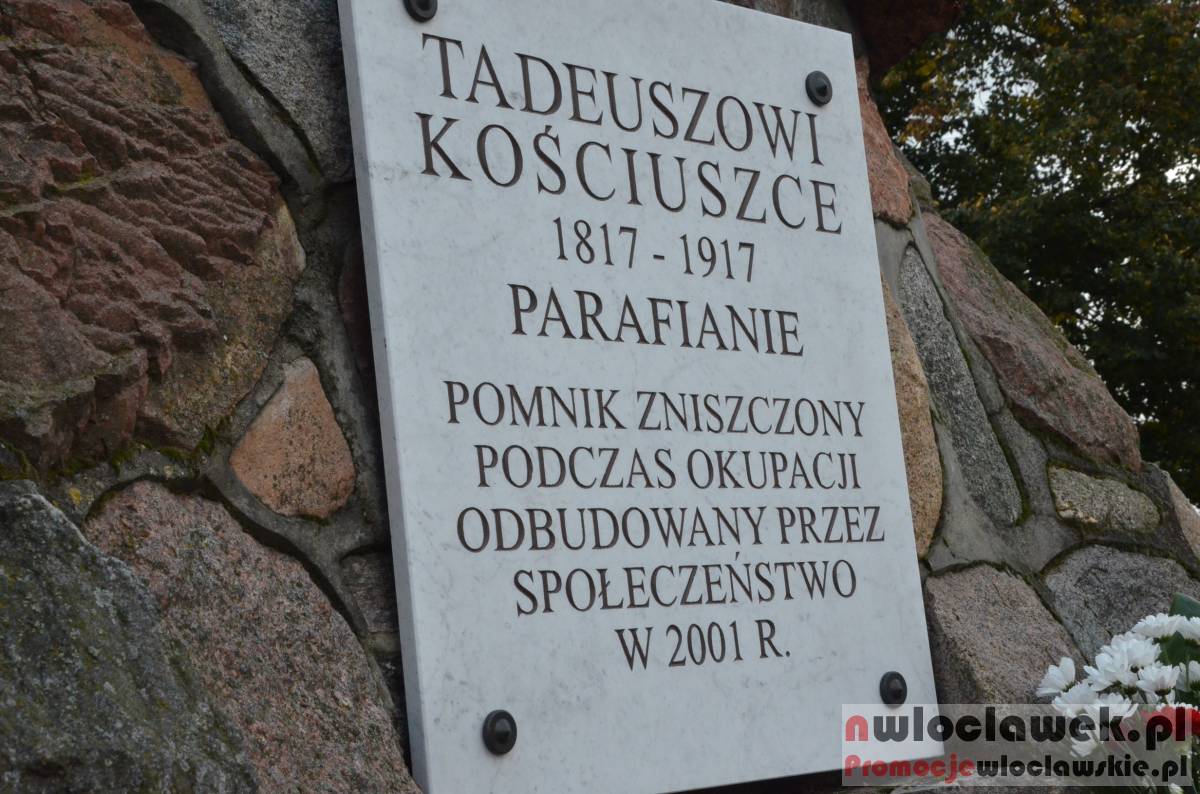 TADEUSZOWI
KOŚCIUSZCE
1817 - 1917
PARAFIANIE
POMNIK ZNISZCZONY
PODCZAS OKUPACJI
ODBUDOWANY PRZEZ
SPOŁECZEŃSTWO
W 2001 R.
nwloclawek.pl
Promocjewloclawskie.pl